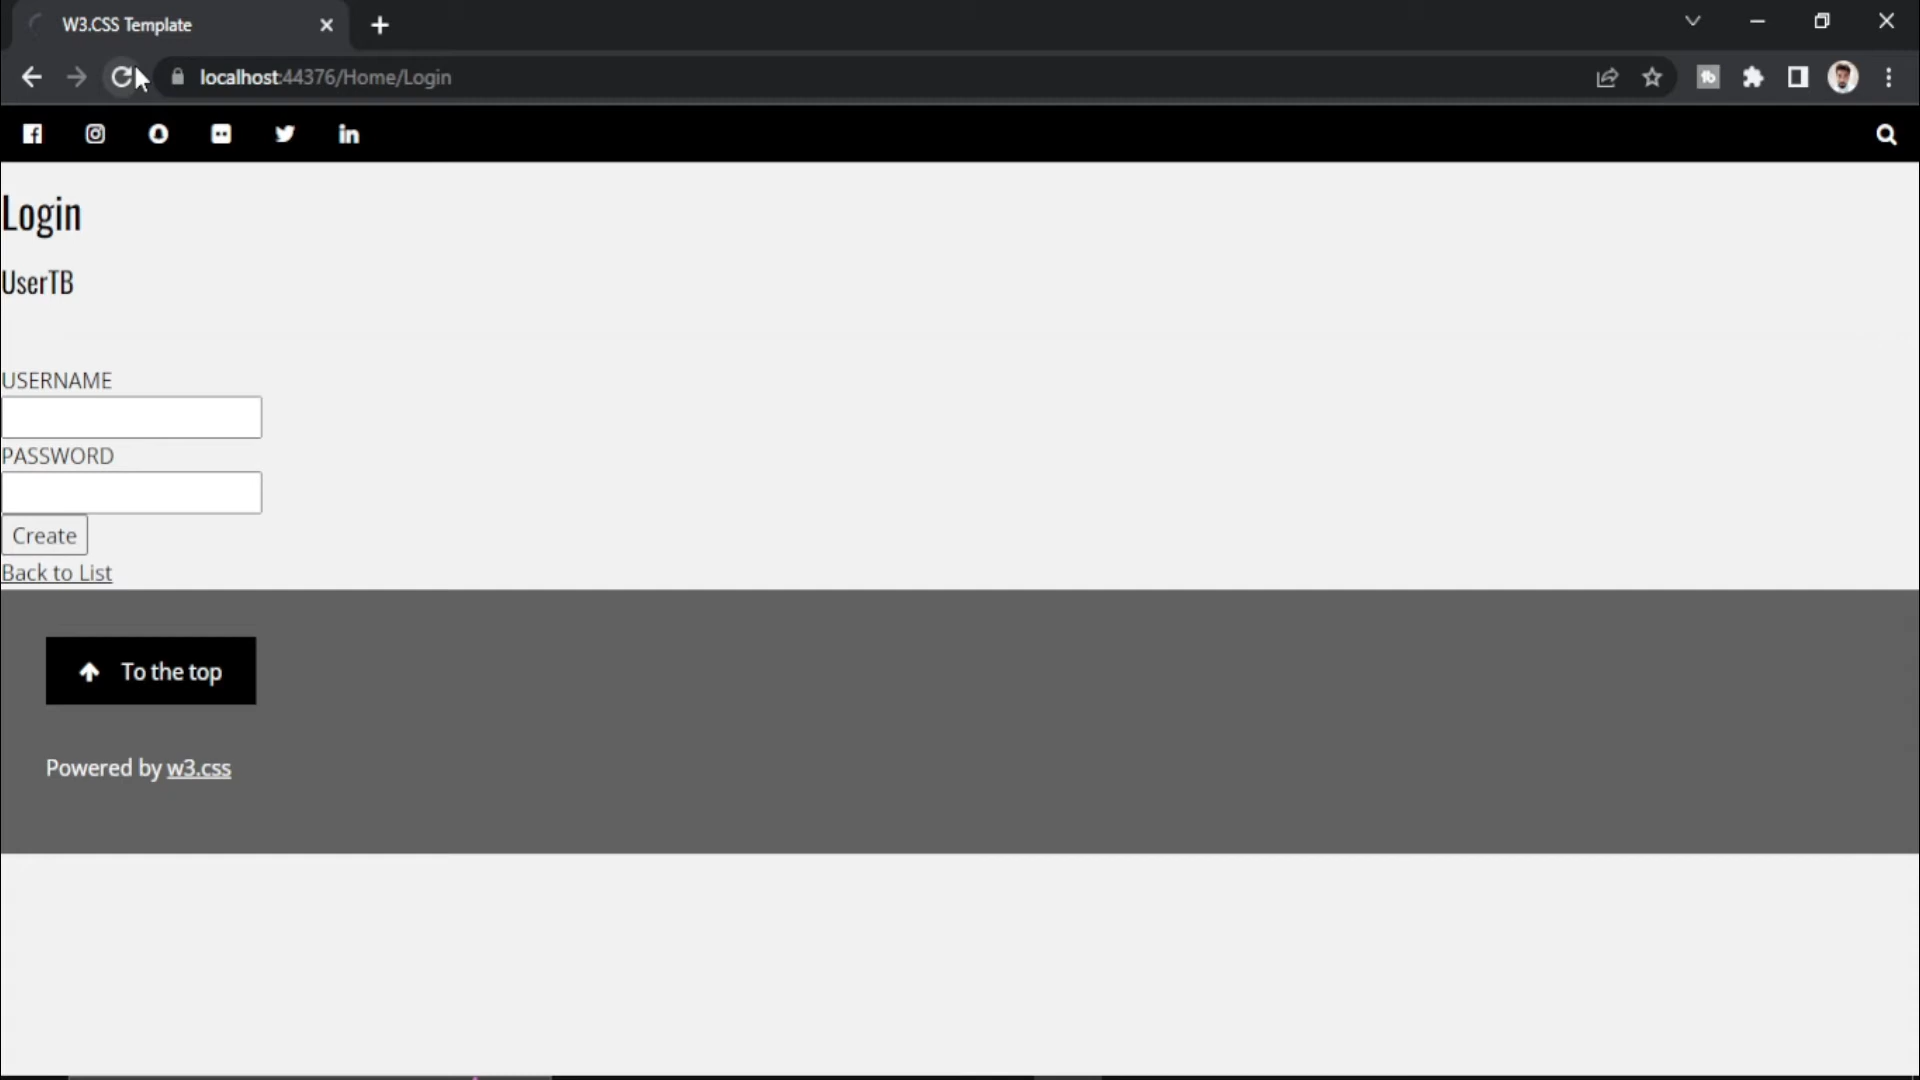 W3.CSS Template
localhost:44376/Home/Login
Login
UserTB
USERNAME
PASSWORD
Create
Back to List
To the top
Powered by w3.css